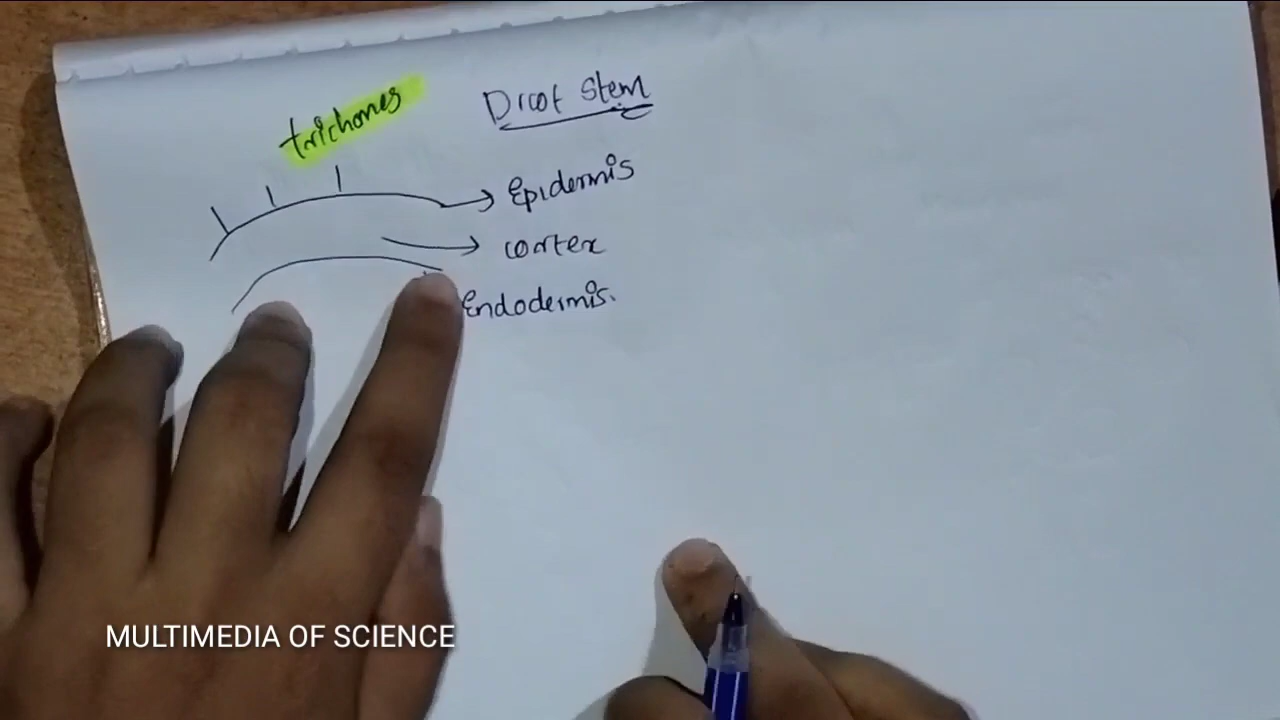 trichomes
Dicot Stem
Epidermis
cortex
Endodermis.
MULTIMEDIA OF SCIENCE